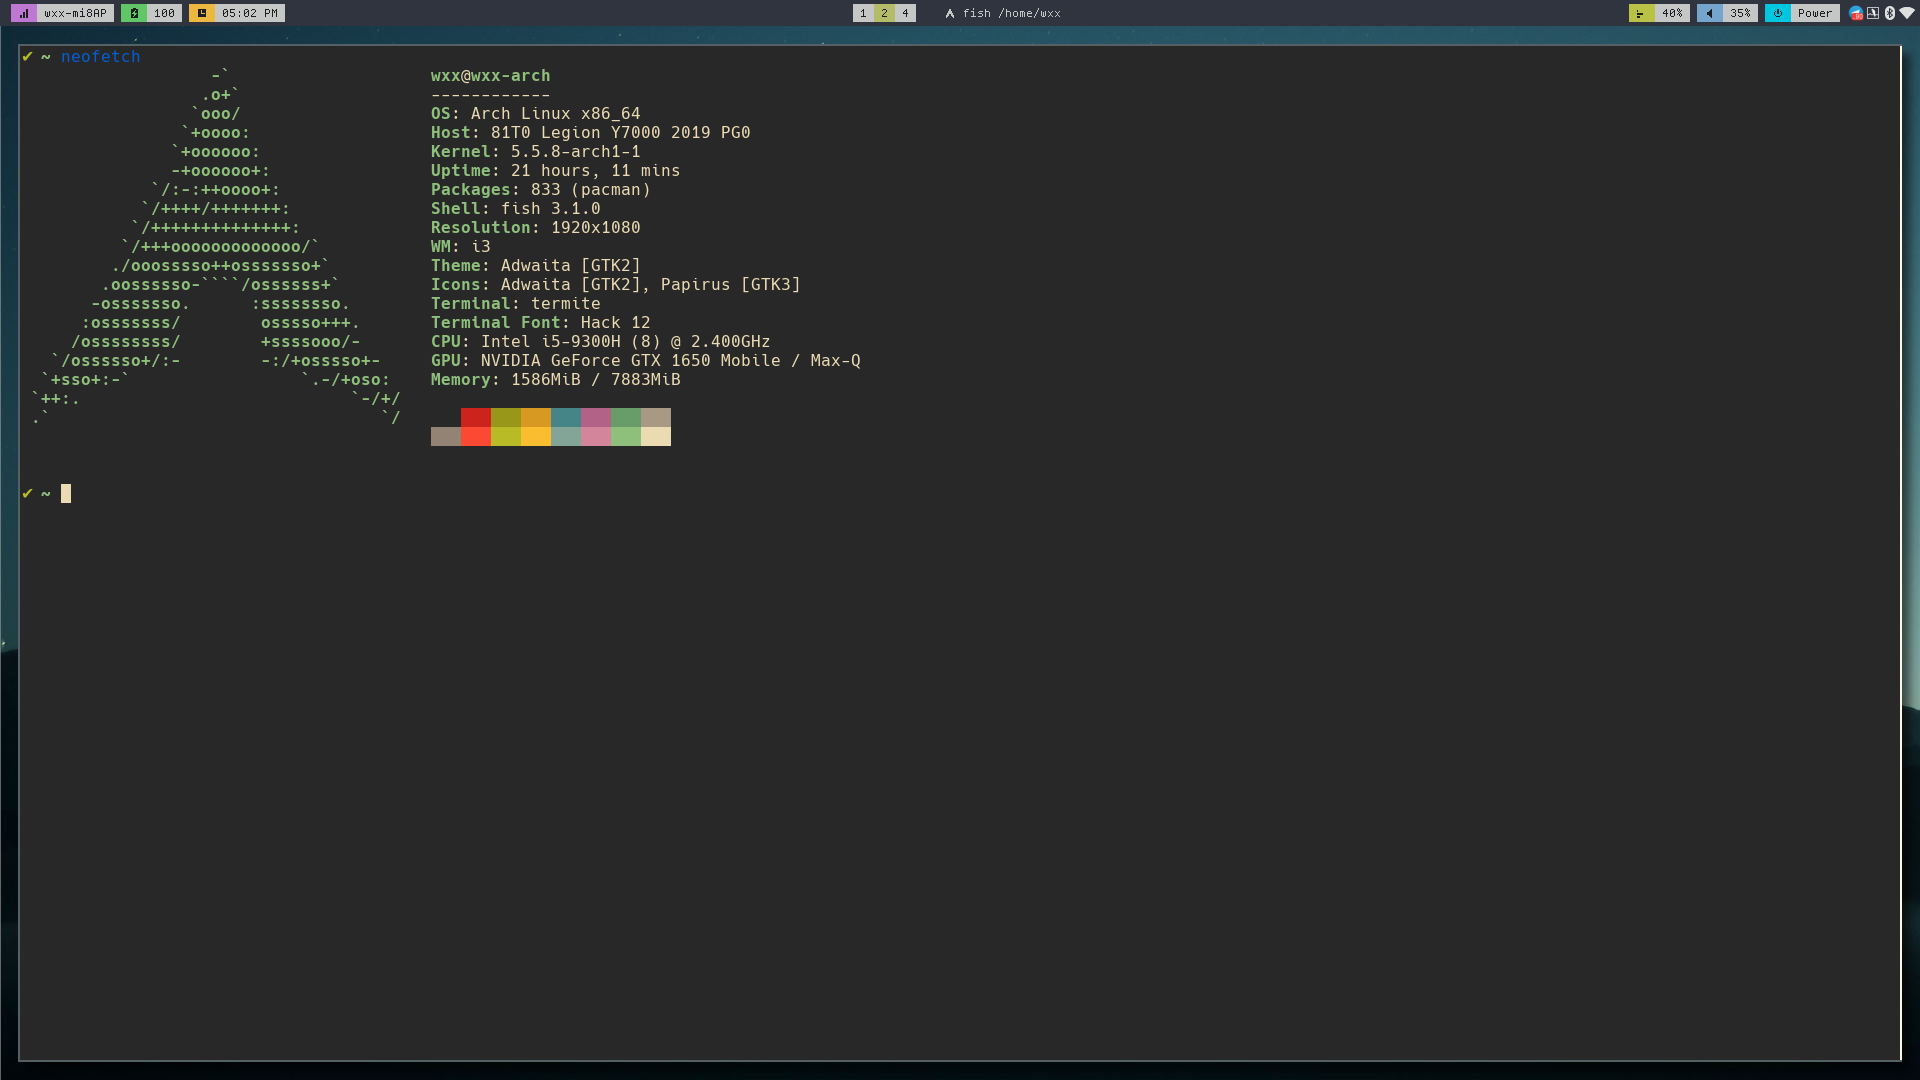 wxx-mi8AP 100 05:02 PM 1 2 4 fish /home/wxx 40% 35% Power
✔ ~ neofetch
-` wxx@wxx-arch
.o+` ------------
`ooo/ OS: Arch Linux x86_64
`+oooo: Host: 81T0 Legion Y7000 2019 PG0
`+oooooo: Kernel: 5.5.8-arch1-1
-+oooooo+: Uptime: 21 hours, 11 mins
`/:-:++oooo+: Packages: 833 (pacman)
`/++++/+++++++: Shell: fish 3.1.0
`/++++++++++++++: Resolution: 1920x1080
`/+++ooooooooooooo/` WM: i3
./ooosssso++osssssso+` Theme: Adwaita [GTK2]
.oossssso-````/ossssss+` Icons: Adwaita [GTK2], Papirus [GTK3]
-osssssso. :ssssssso. Terminal: termite
:osssssss/ osssso+++. Terminal Font: Hack 12
/ossssssss/ +ssssooo/- CPU: Intel i5-9300H (8) @ 2.400GHz
`/ossssso+/:- -:/+osssso+- GPU: NVIDIA GeForce GTX 1650 Mobile / Max-Q
`+sso+:-` `.-/+oso: Memory: 1586MiB / 7883MiB
`++:. `-/+/
.` `/
✔ ~